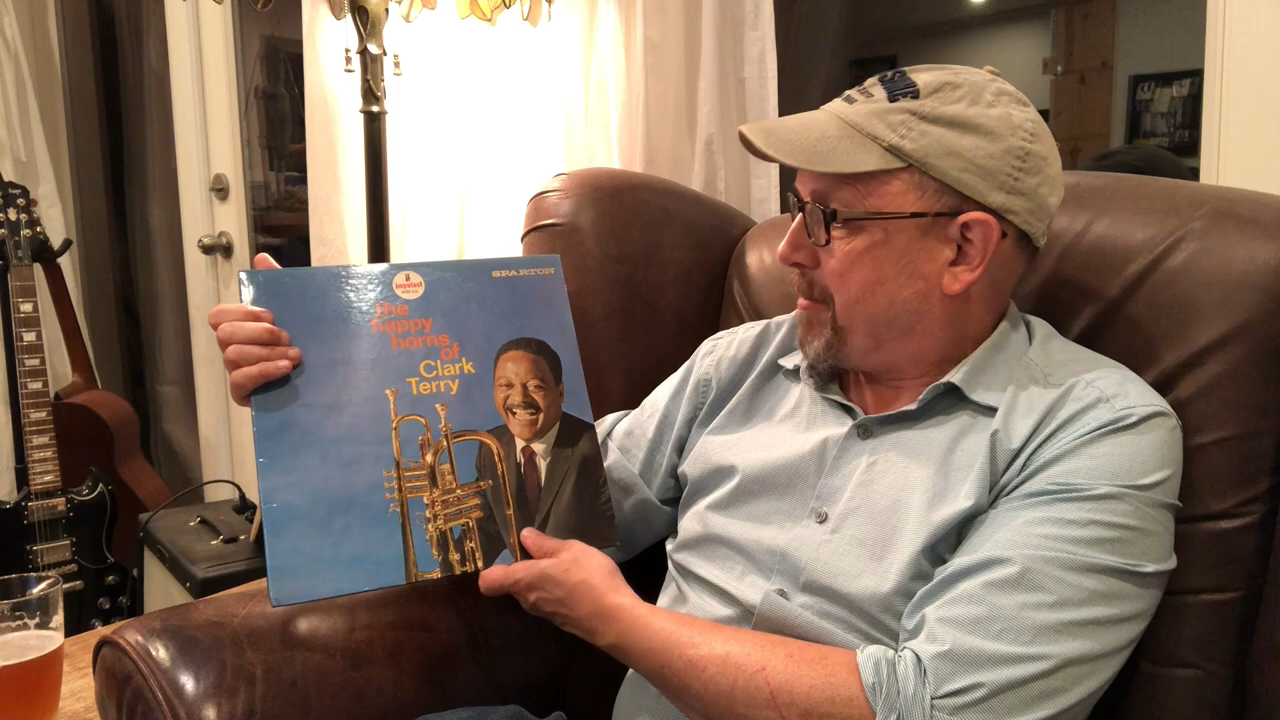 SPARTON
impulse!
the
happy
horns
of
Clark
Terry